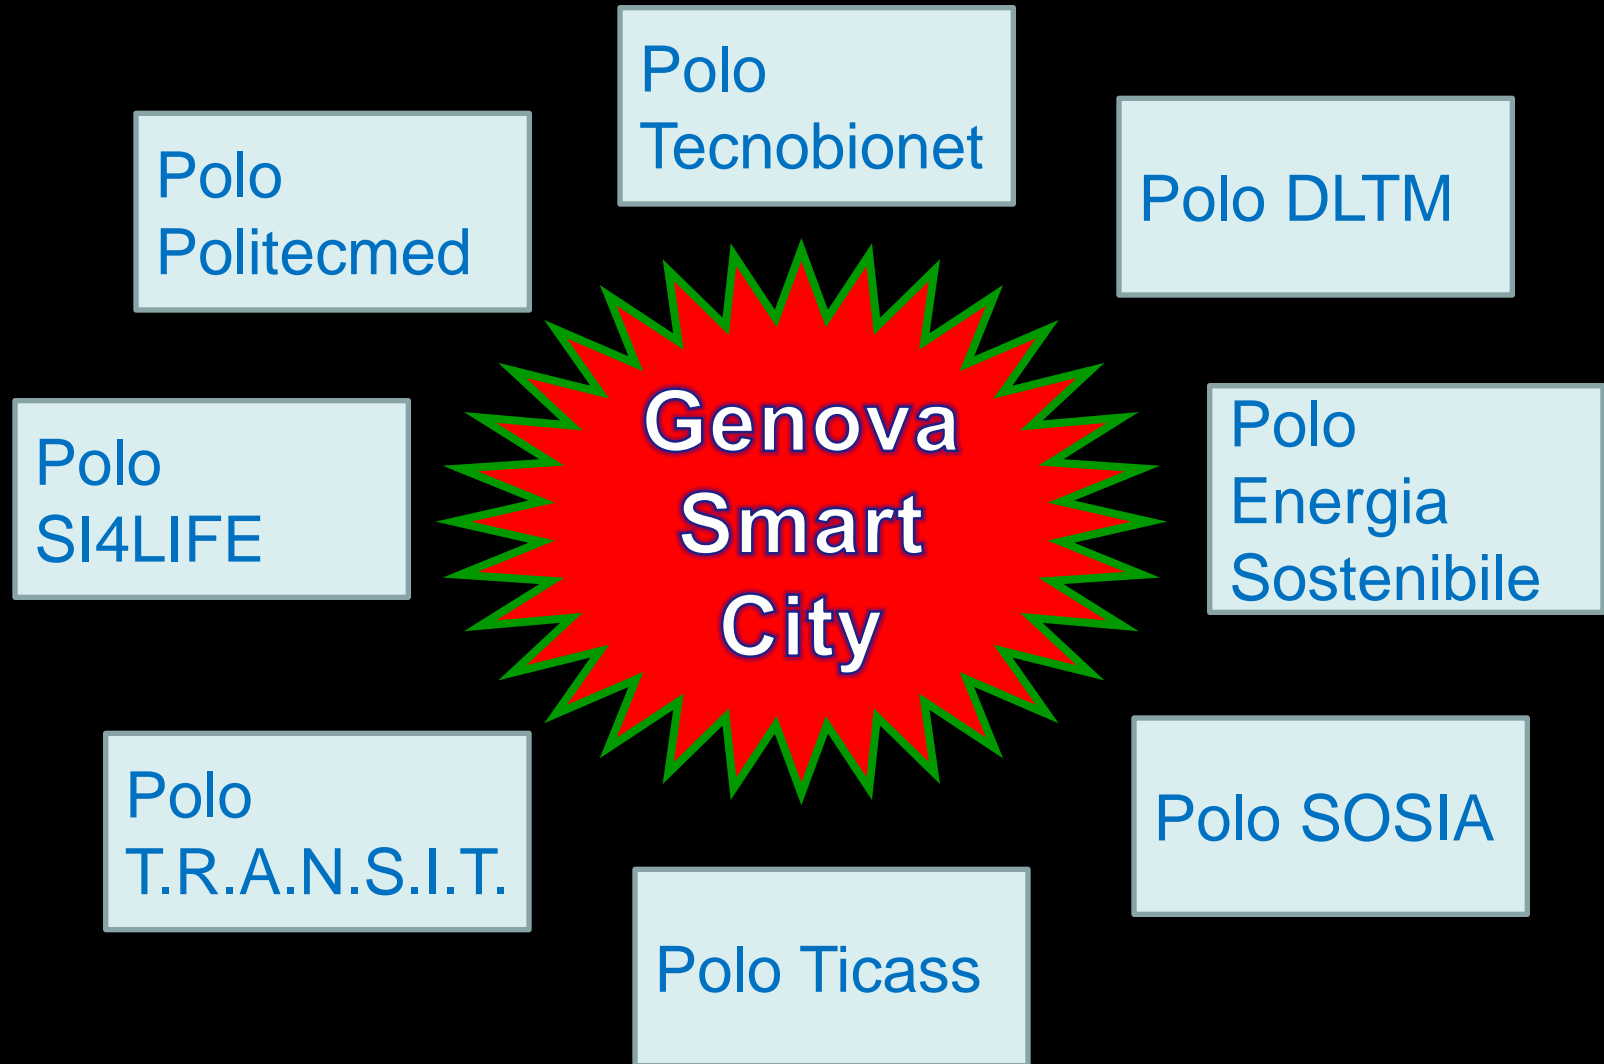 Polo
Tecnobionet
Polo
Politecmed
Polo DLTM
Genova
Smart
City
Polo
SI4LIFE
Polo
Energia
Sostenibile
Polo
T.R.A.N.S.I.T.
Polo SOSIA
Polo Ticass